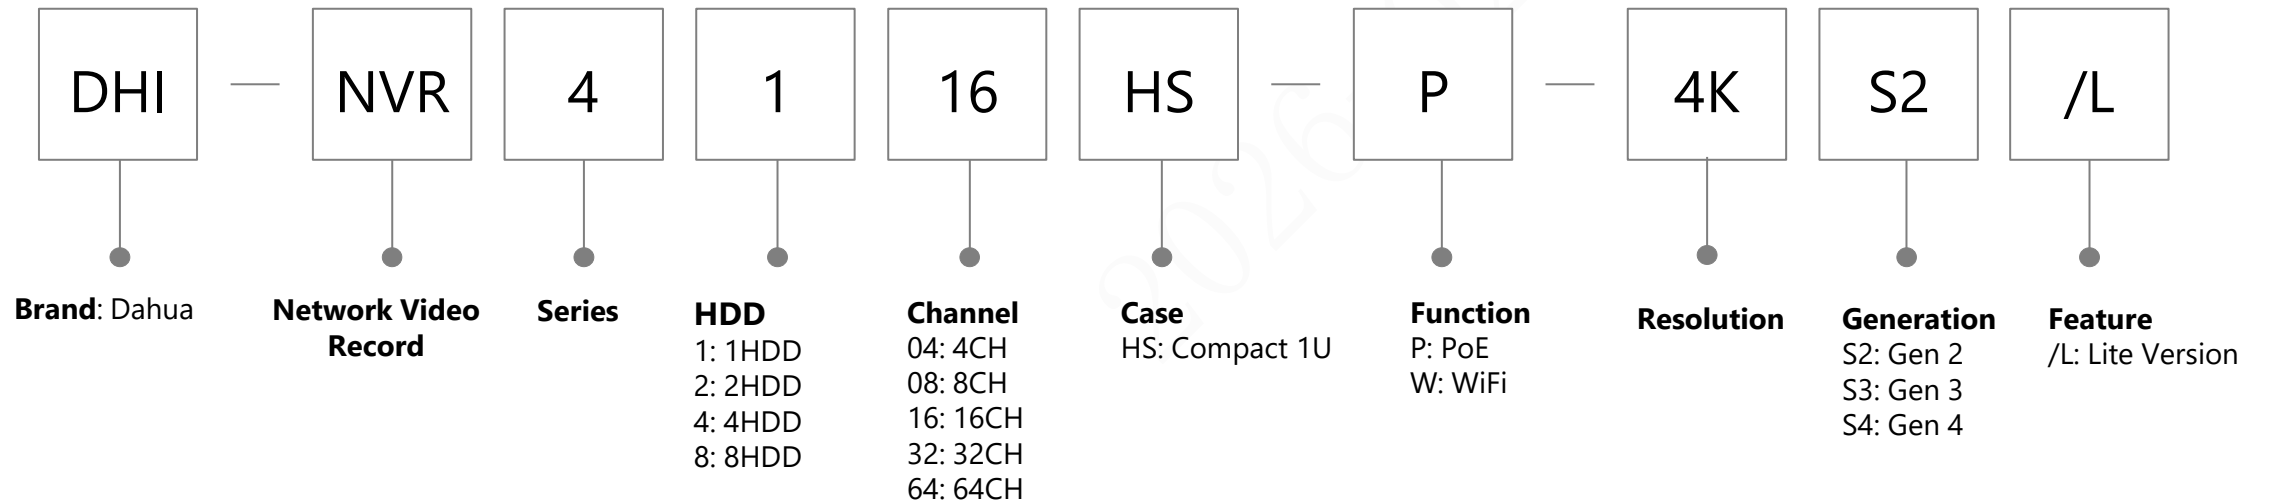 DHI — NVR 4 1 16 HS — P — 4K S2 /L
Brand: Dahua
Network Video
Record
Series
HDD
1: 1HDD
2: 2HDD
4: 4HDD
8: 8HDD
Channel
04: 4CH
08: 8CH
16: 16CH
32: 32CH
64: 64CH
Case
HS: Compact 1U
Function
P: PoE
W: WiFi
Resolution
Generation
S2: Gen 2
S3: Gen 3
S4: Gen 4
Feature
/L: Lite Version
2026